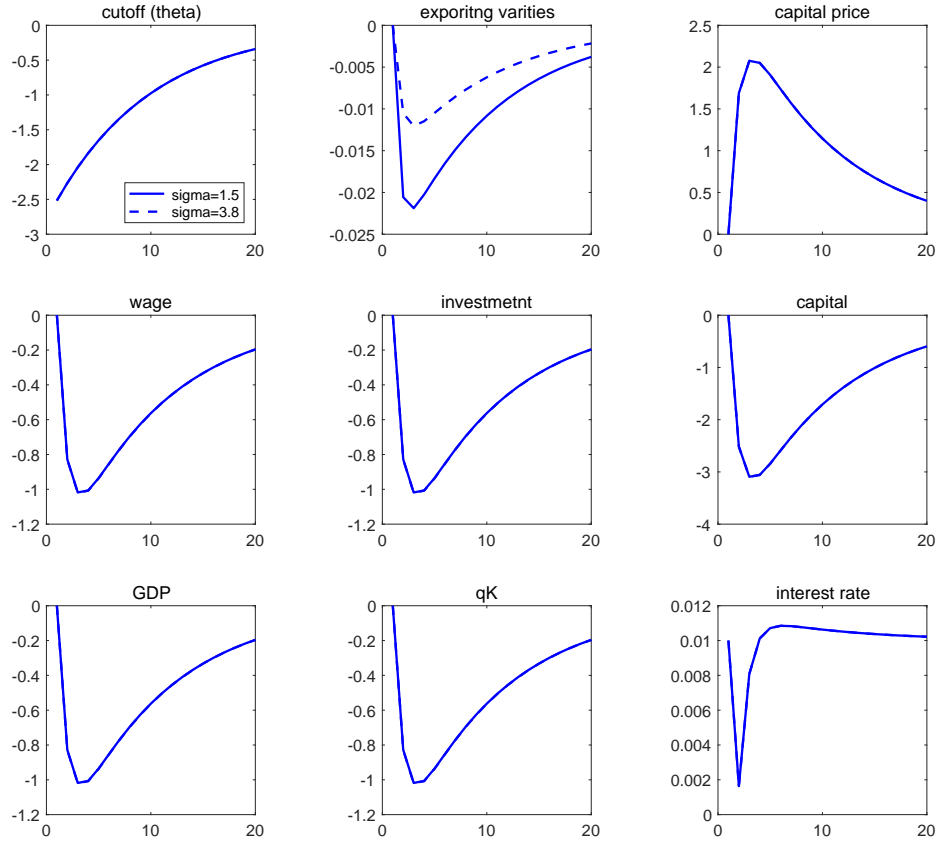 cutoff (theta)
0
-0.5
-1
-1.5
-2
-2.5
-3
0 10 20
sigma=1.5
sigma=3.8
exporitng varities
0
-0.005
-0.01
-0.015
-0.02
-0.025
0 10 20
capital price
2.5
2
1.5
1
0.5
0
0 10 20
wage
0
-0.2
-0.4
-0.6
-0.8
-1
-1.2
0 10 20
investmetnt
0
-0.2
-0.4
-0.6
-0.8
-1
-1.2
0 10 20
capital
0
-1
-2
-3
-4
0 10 20
GDP
0
-0.2
-0.4
-0.6
-0.8
-1
-1.2
0 10 20
qK
0
-0.2
-0.4
-0.6
-0.8
-1
-1.2
0 10 20
interest rate
0.012
0.01
0.008
0.006
0.004
0.002
0
0 10 20